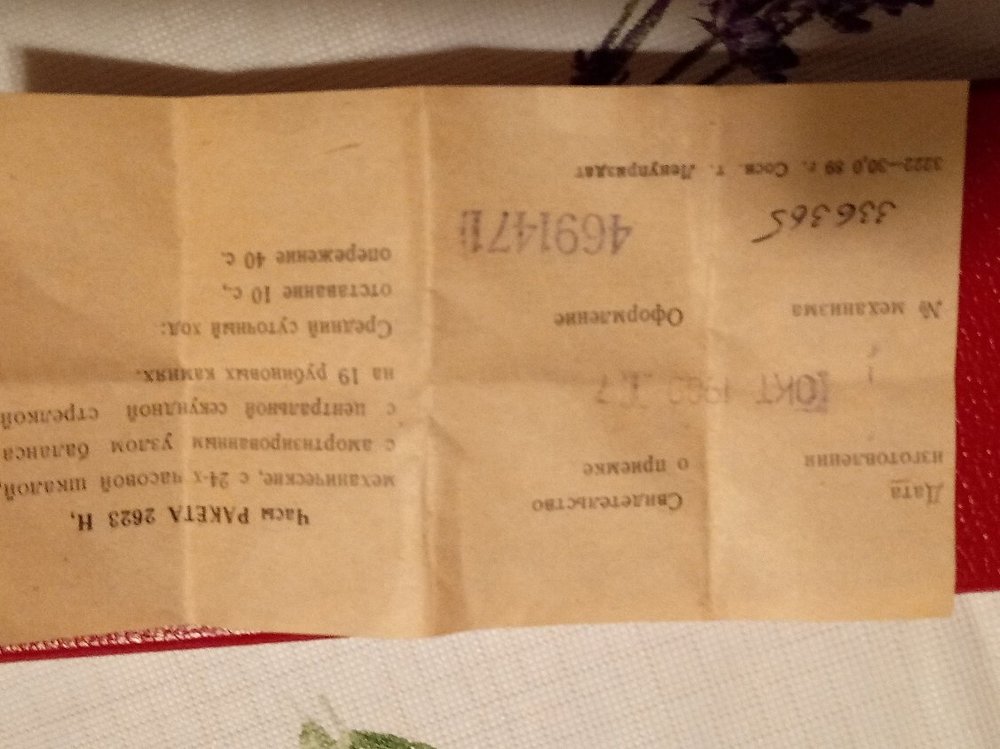 Дата
изготовления
ОКТ
№ механизма
336365
3222—30,0 89 г. Сосн. т. Ленуприздат
Свидетельство
о приемке
Оформление
4691471
Часы РАКЕТА 2623 Н,
механические, с 24-х часовой шкалой,
с амортизированным узлом баланса
с центральной секундной стрелкой
на 19 рубиновых камнях.
Средний суточный ход:
отставание 10 с.,
опережение 40 с.